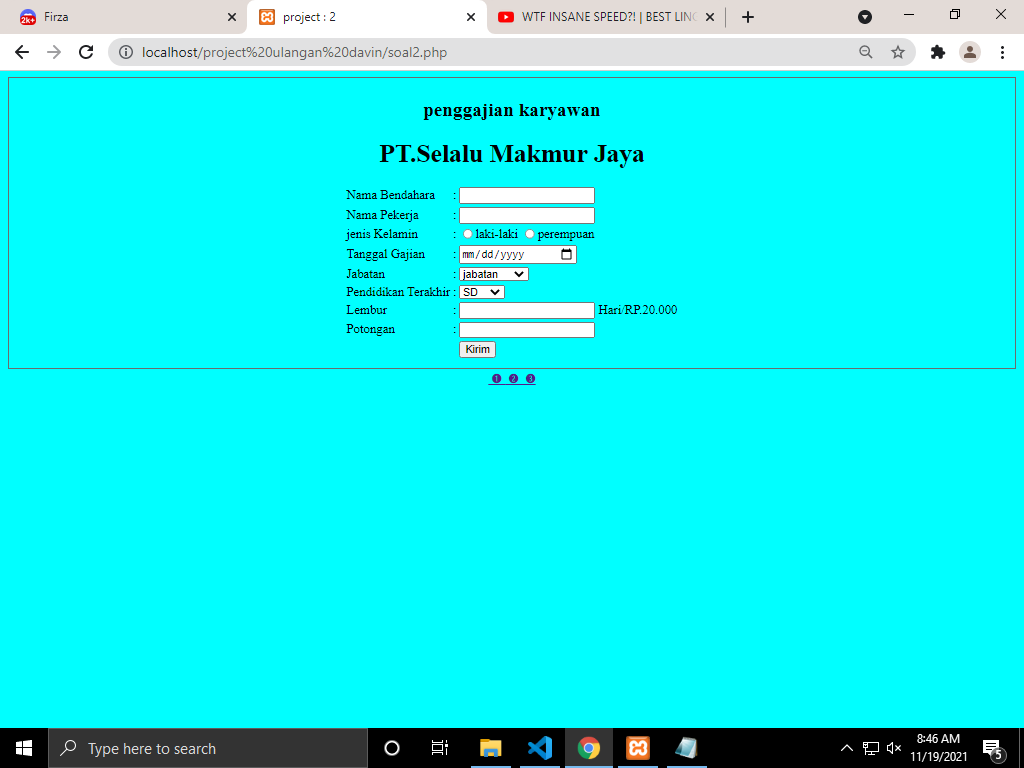 2k+ Firza
project : 2
WTF INSANE SPEED?! | BEST LING
localhost/project%20ulangan%20davin/soal2.php
penggajian karyawan
PT.Selalu Makmur Jaya
Nama Bendahara :
Nama Pekerja :
jenis Kelamin : laki-laki perempuan
Tanggal Gajian : mm/dd/yyyy
Jabatan : jabatan
Pendidikan Terakhir : SD
Lembur : Hari/RP.20.000
Potongan :
Kirim
❶ ❷ ❸
Type here to search
8:46 AM
11/19/2021
5